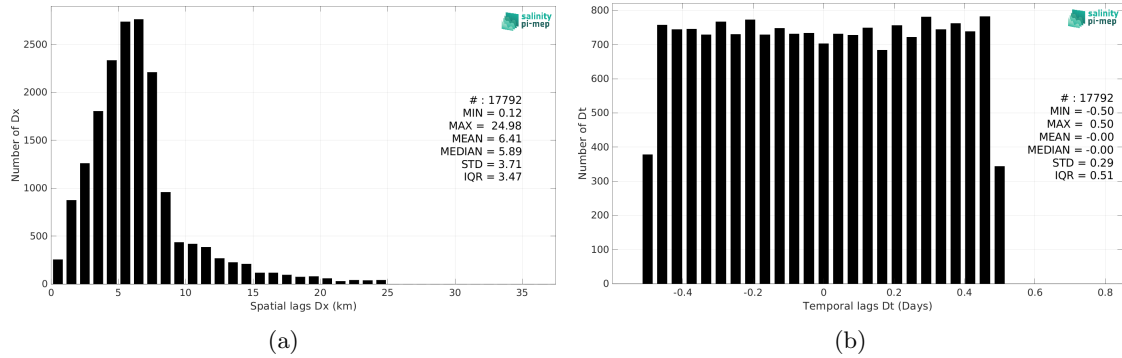 salinity
pi-mep
2500
2000
1500
1000
500
0
Number of Dx
# : 17792
MIN = 0.12
MAX = 24.98
MEAN = 6.41
MEDIAN = 5.89
STD = 3.71
IQR = 3.47
0 5 10 15 20 25 30 35
Spatial lags Dx (km)
(a)
salinity
pi-mep
800
700
600
500
400
300
200
100
0
Number of Dt
# : 17792
MIN = -0.50
MAX = 0.50
MEAN = -0.00
MEDIAN = -0.00
STD = 0.29
IQR = 0.51
-0.4 -0.2 0 0.2 0.4 0.6 0.8
Temporal lags Dt (Days)
(b)